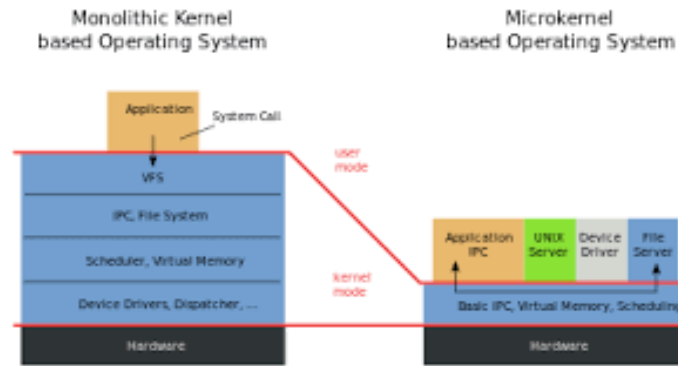 Monolithic Kernel
based Operating System
Microkernel
based Operating System
Application
System Call
user
mode
VFS
IPC, File System
Scheduler, Virtual Memory
kernel
mode
Device Drivers, Dispatcher, ...
Hardware
Application
IPC
UNIX
Server
Device
Driver
File
Server
Basic IPC, Virtual Memory, Scheduling
Hardware